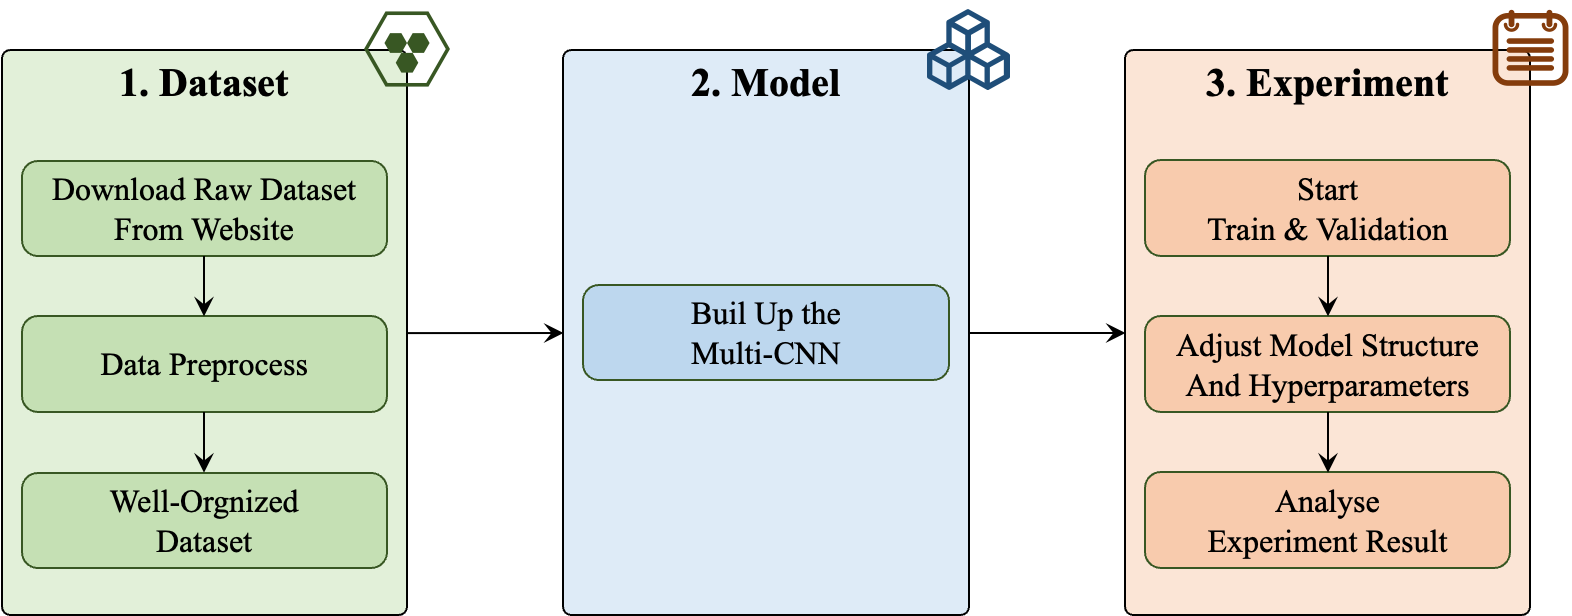 1. Dataset
Download Raw Dataset
From Website
Data Preprocess
Well-Orgnized
Dataset
2. Model
Buil Up the
Multi-CNN
3. Experiment
Start
Train & Validation
Adjust Model Structure
And Hyperparameters
Analyse
Experiment Result